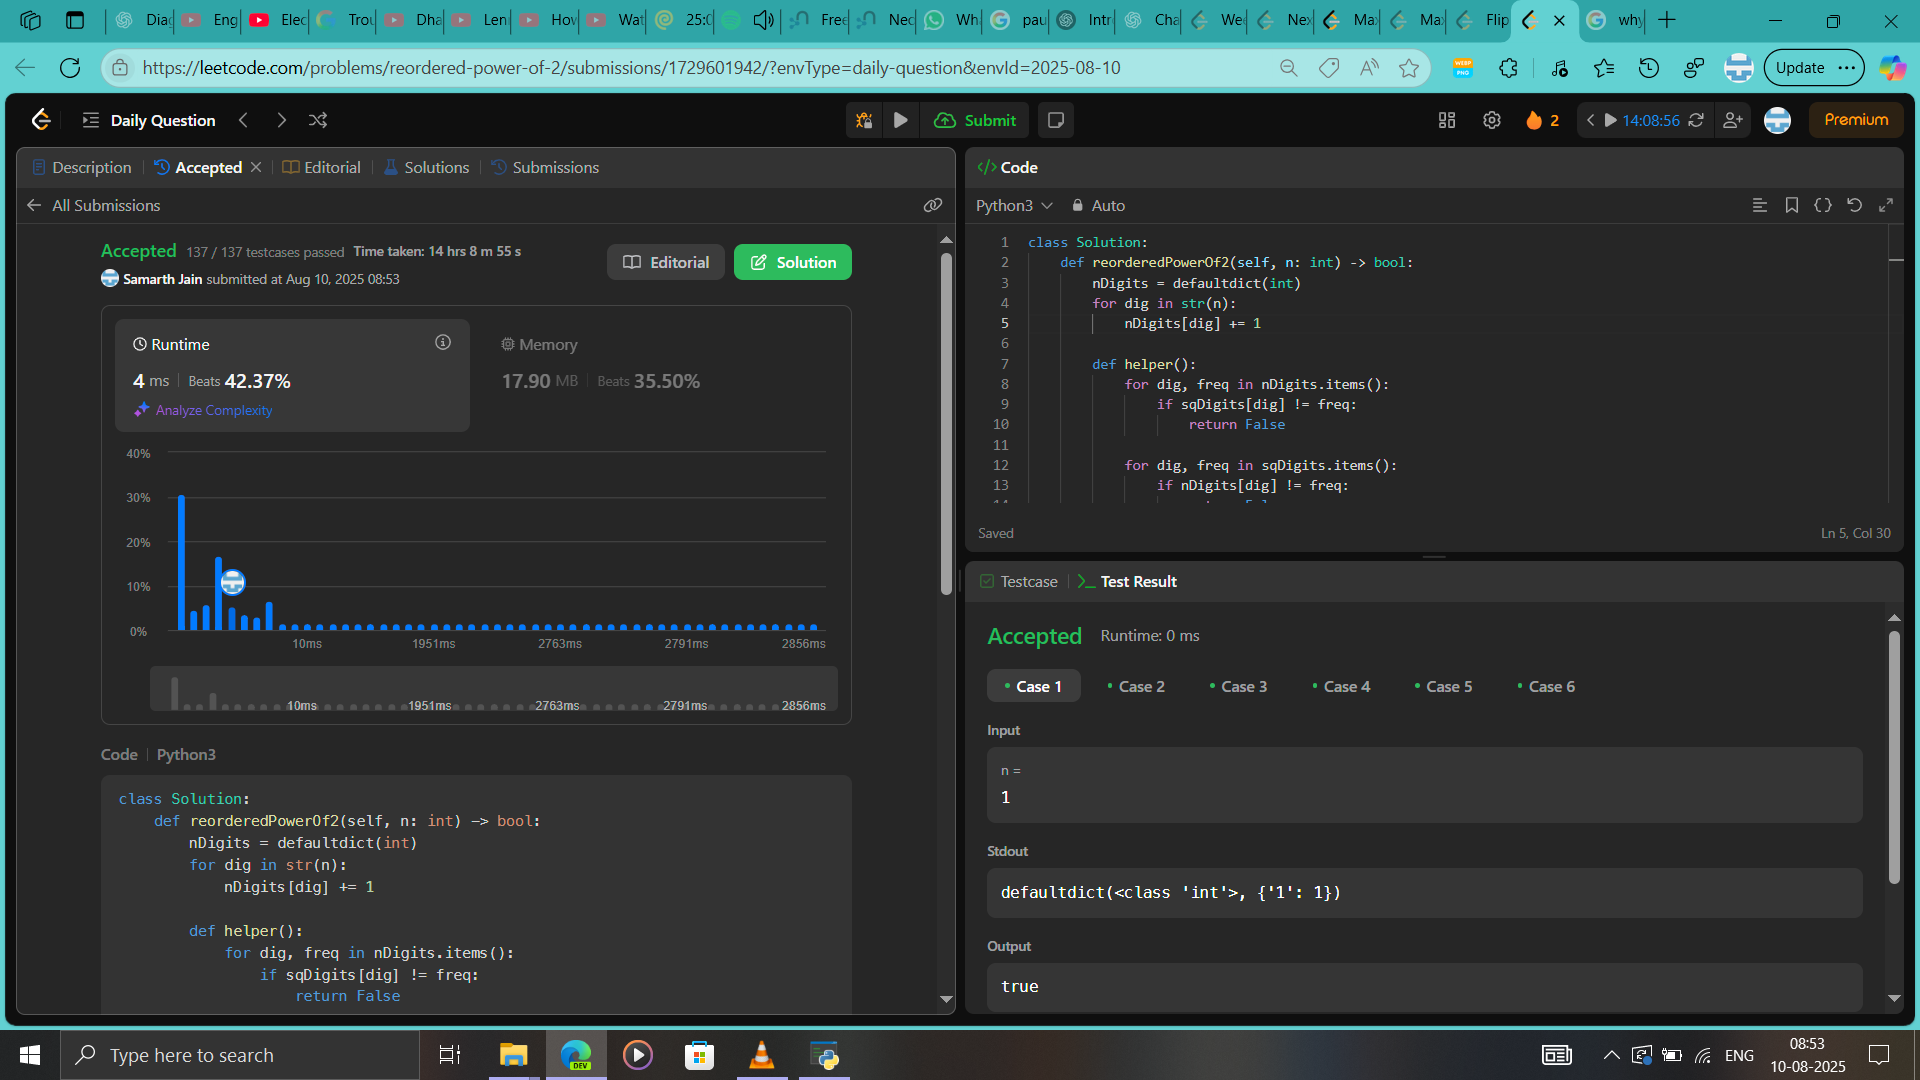 Diag
Eng
Elec
Trou
Dha
Len
Hov
Wat
25:0
Free
Nec
Wh
pau
Intr
Cha
Wee
Nex
Max
Max
Flip
why
https://leetcode.com/problems/reordered-power-of-2/submissions/1729601942/?envType=daily-question&envId=2025-08-10
Update
Daily Question
Submit
2
14:08:56
Premium
Description
Accepted
Editorial
Solutions
Submissions
All Submissions
Accepted 137 / 137 testcases passed Time taken: 14 hrs 8 m 55 s
Samarth Jain submitted at Aug 10, 2025 08:53
Editorial
Solution
Runtime
4 ms Beats 42.37%
Analyze Complexity
Memory
17.90 MB Beats 35.50%
40%
30%
20%
10%
0%
10ms 1951ms 2763ms 2791ms 2856ms
10ms 1951ms 2763ms 2791ms 2856ms
Code Python3
class Solution:
def reorderedPowerOf2(self, n: int) -> bool:
nDigits = defaultdict(int)
for dig in str(n):
nDigits[dig] += 1
def helper():
for dig, freq in nDigits.items():
if sqDigits[dig] != freq:
return False
</> Code
Python3 Auto
1 class Solution:
2 def reorderedPowerOf2(self, n: int) -> bool:
3 nDigits = defaultdict(int)
4 for dig in str(n):
5 nDigits[dig] += 1
6
7 def helper():
8 for dig, freq in nDigits.items():
9 if sqDigits[dig] != freq:
10 return False
11
12 for dig, freq in sqDigits.items():
13 if nDigits[dig] != freq:
Saved
Ln 5, Col 30
Testcase
Test Result
Accepted Runtime: 0 ms
Case 1 Case 2 Case 3 Case 4 Case 5 Case 6
Input
n =
1
Stdout
defaultdict(<class 'int'>, {'1': 1})
Output
true
Type here to search
DEV
ENG
08:53
10-08-2025